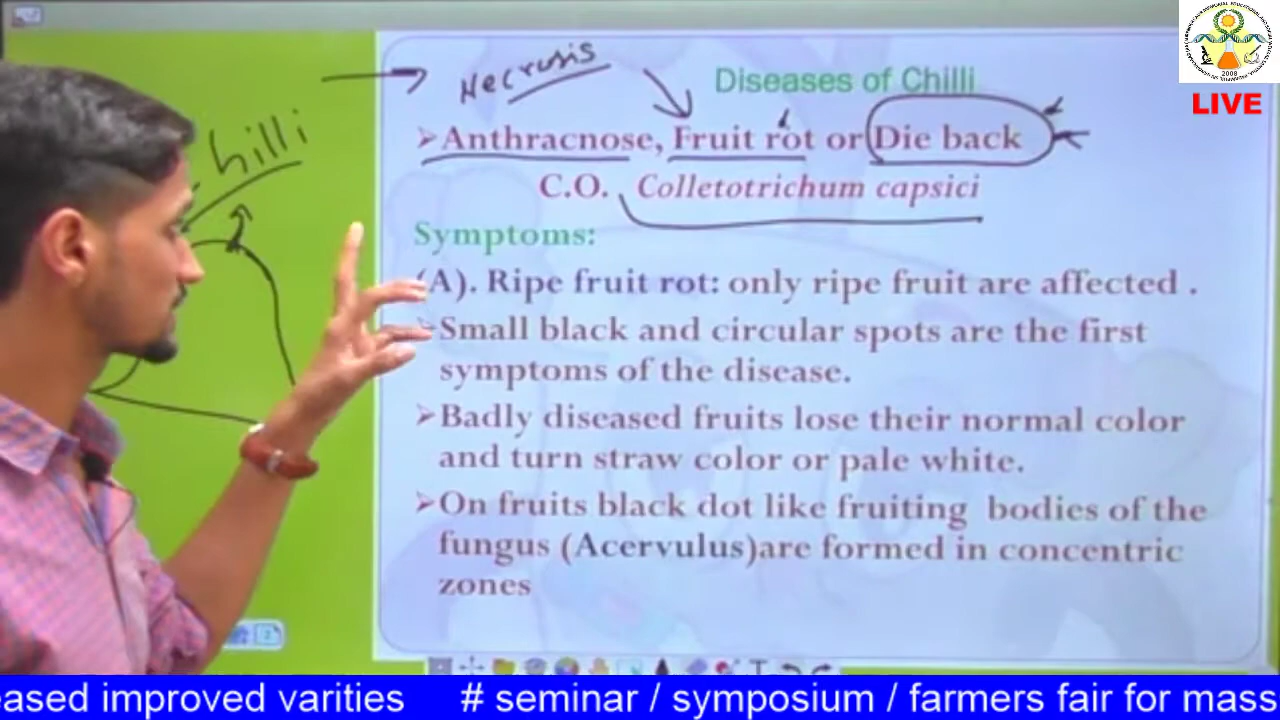 Necrosis
Diseases of Chilli
LIVE
hilli
➢Anthracnose, Fruit rot or Die back
C.O. Colletotrichum capsici
Symptoms:
(A). Ripe fruit rot: only ripe fruit are affected .
➢Small black and circular spots are the first
symptoms of the disease.
➢Badly diseased fruits lose their normal color
and turn straw color or pale white.
➢On fruits black dot like fruiting bodies of the
fungus (Acervulus)are formed in concentric
zones
2008
eased improved varities # seminar / symposium / farmers fair for mass